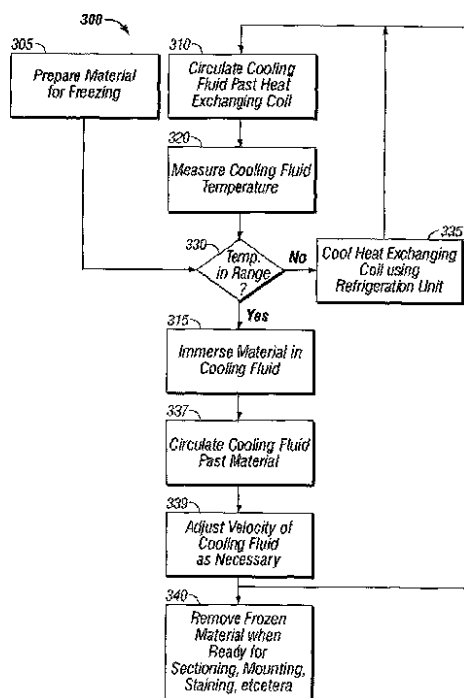 300
305
Prepare Material
for Freezing
310
Circulate Cooling
Fluid Past Heat
Exchanging Coil
320
Measure Cooling Fluid
Temperature
330
Temp.
in Range
?
No
335
Cool Heat Exchanging
Coil using
Refrigeration Unit
Yes
315
Immerse Material in
Cooling Fluid
337
Circulate Cooling Fluid
Past Material
339
Adjust Velocity of
Cooling Fluid
as Necessary
340
Remove Frozen
Material when
Ready for
Sectioning, Mounting,
Staining, etcetera